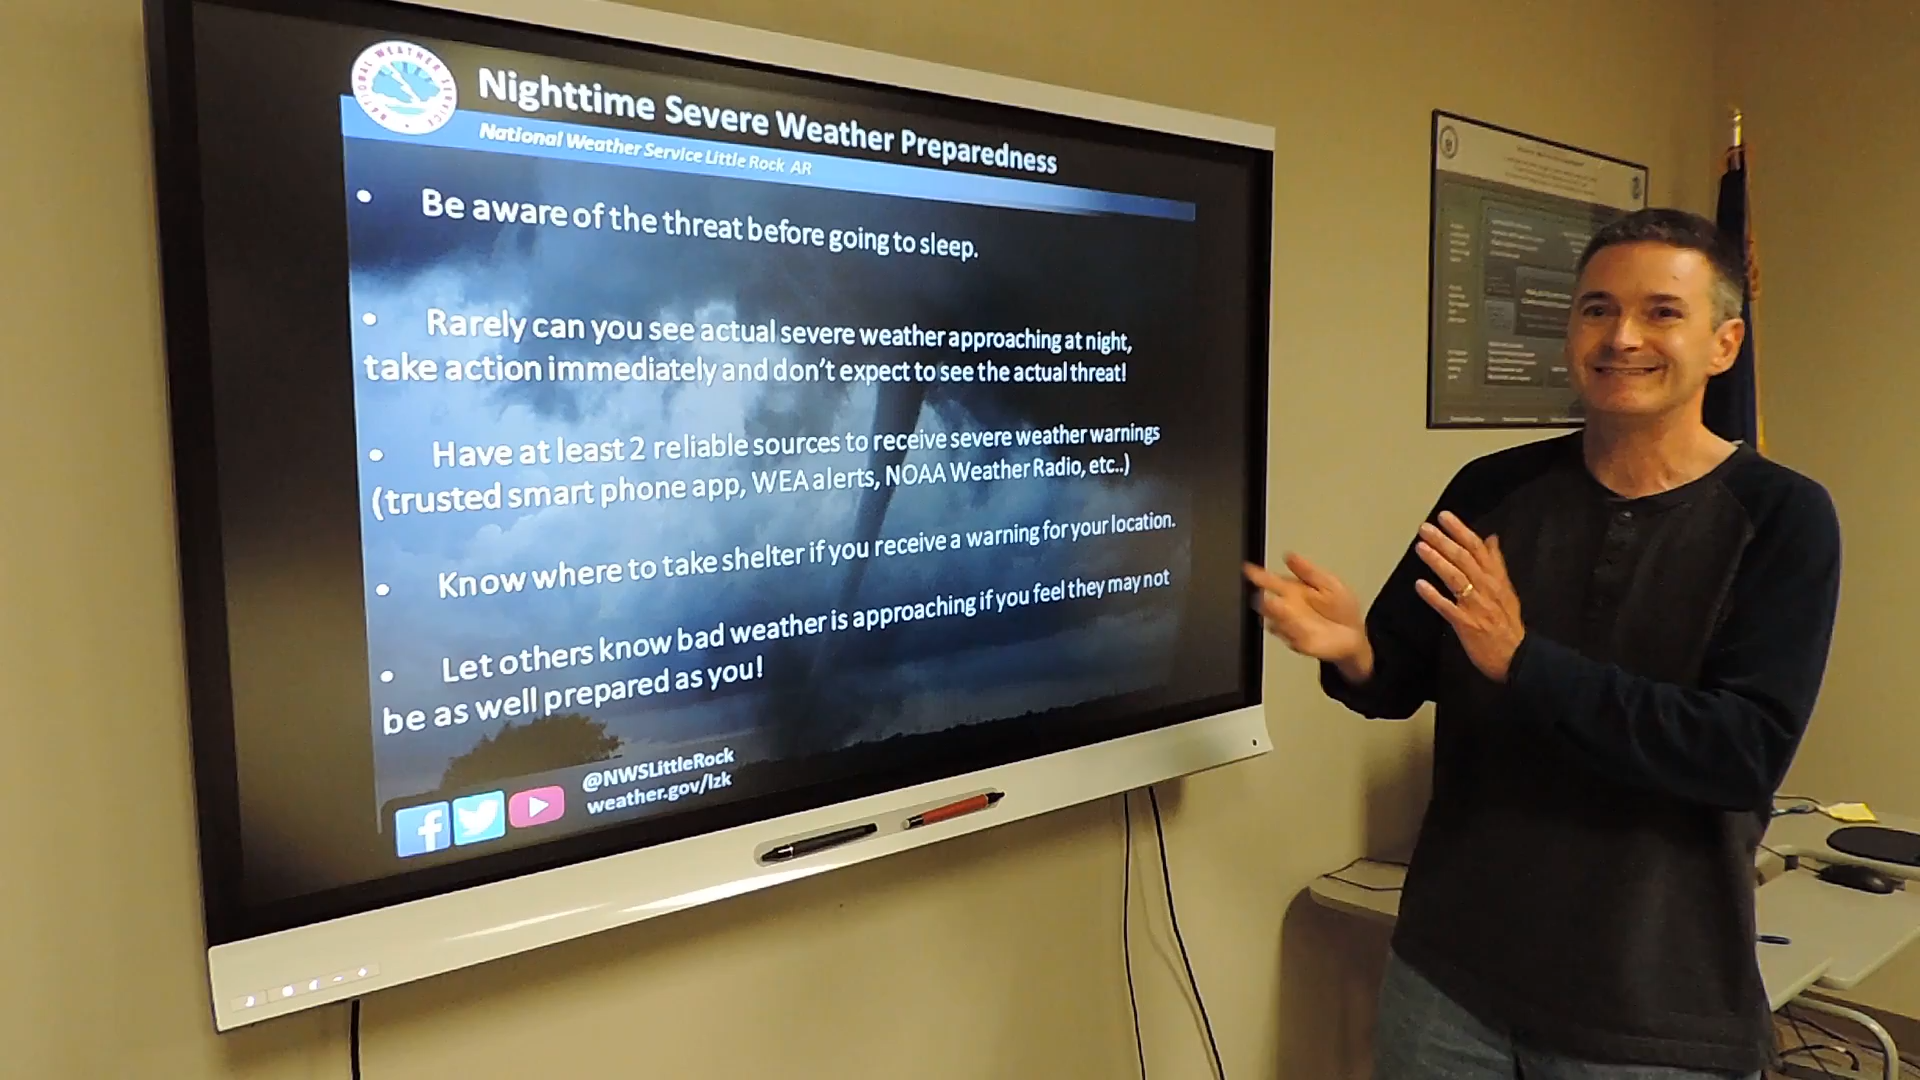 NATIONAL WEATHER SERVICE
Nighttime Severe Weather Preparedness
National Weather Service Little Rock AR
• Be aware of the threat before going to sleep.
• Rarely can you see actual severe weather approaching at night,
take action immediately and don't expect to see the actual threat!
• Have at least 2 reliable sources to receive severe weather warnings
(trusted smart phone app, WEA alerts, NOAA Weather Radio, etc..)
• Know where to take shelter if you receive a warning for your location.
• Let others know bad weather is approaching if you feel they may not
be as well prepared as you!
@NWSLittleRock
weather.gov/lzk